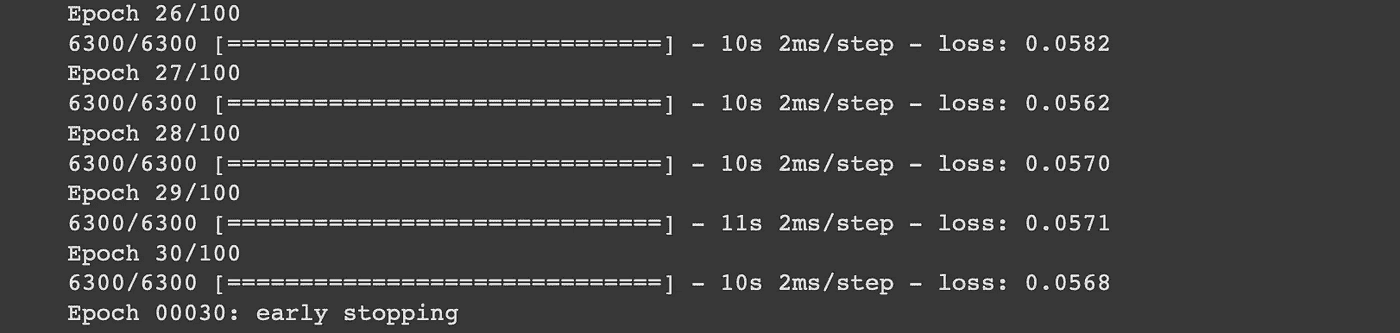 Epoch 26/100
6300/6300 [==============================] - 10s 2ms/step - loss: 0.0582
Epoch 27/100
6300/6300 [==============================] - 10s 2ms/step - loss: 0.0562
Epoch 28/100
6300/6300 [==============================] - 10s 2ms/step - loss: 0.0570
Epoch 29/100
6300/6300 [==============================] - 11s 2ms/step - loss: 0.0571
Epoch 30/100
6300/6300 [==============================] - 10s 2ms/step - loss: 0.0568
Epoch 00030: early stopping